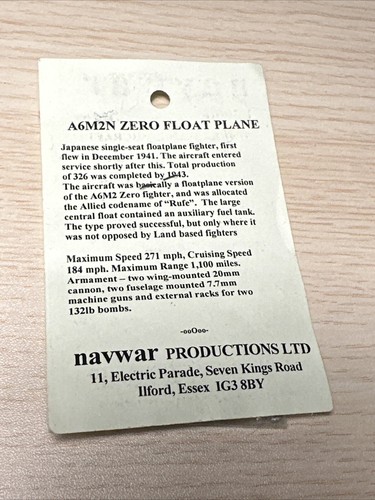 A6M2N ZERO FLOAT PLANE
Japanese single-seat floatplane fighter, first
flew in December 1941. The aircraft entered
service shortly after this. Total production
of 326 was completed by 1943.
The aircraft was basically a floatplane version
of the A6M2 Zero fighter, and was allocated
the Allied codename of “Rufe”. The large
central float contained an auxiliary fuel tank.
The type proved successful, but only where it
was not opposed by Land based fighters
Maximum Speed 271 mph, Cruising Speed
184 mph. Maximum Range 1,100 miles.
Armament – two wing-mounted 20mm
cannon, two fuselage mounted 7.7mm
machine guns and external racks for two
132lb bombs.
-ooOoo-
navwar PRODUCTIONS LTD
11, Electric Parade, Seven Kings Road
Ilford, Essex IG3 8BY